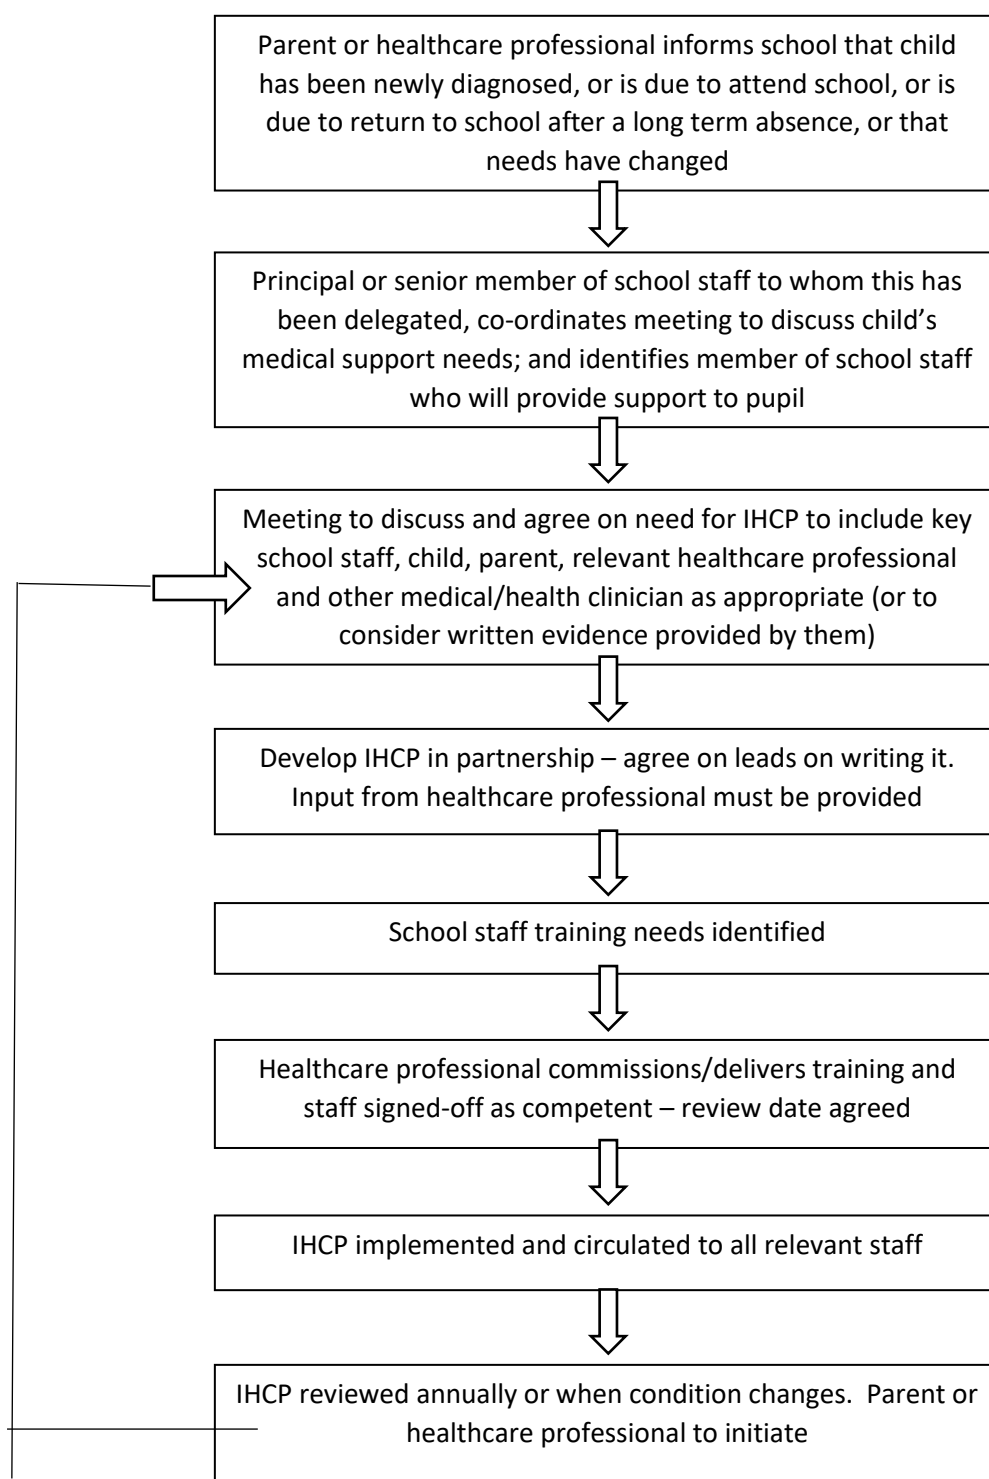 Parent or healthcare professional informs school that child
has been newly diagnosed, or is due to attend school, or is
due to return to school after a long term absence, or that
needs have changed
Principal or senior member of school staff to whom this has
been delegated, co-ordinates meeting to discuss child’s
medical support needs; and identifies member of school staff
who will provide support to pupil
Meeting to discuss and agree on need for IHCP to include key
school staff, child, parent, relevant healthcare professional
and other medical/health clinician as appropriate (or to
consider written evidence provided by them)
Develop IHCP in partnership – agree on leads on writing it.
Input from healthcare professional must be provided
School staff training needs identified
Healthcare professional commissions/delivers training and
staff signed-off as competent – review date agreed
IHCP implemented and circulated to all relevant staff
IHCP reviewed annually or when condition changes.  Parent or
healthcare professional to initiate